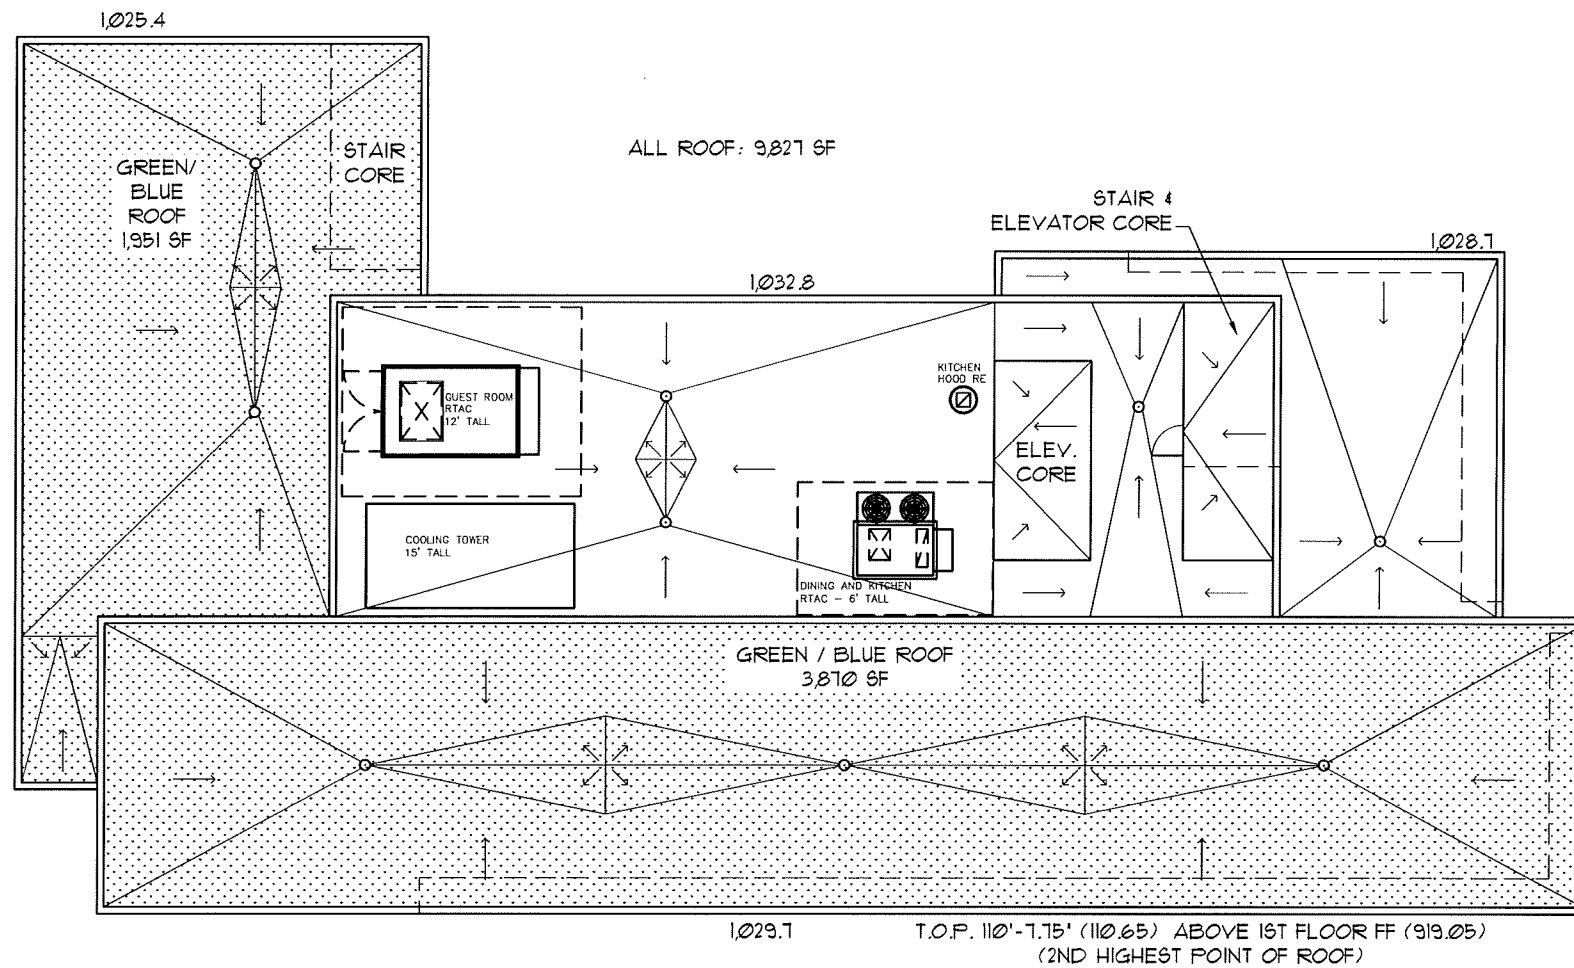 1,025.4
ALL ROOF: 9,827 SF
STAIR
CORE
GREEN/
BLUE
ROOF
1,951 SF
STAIR &
ELEVATOR CORE
1,028.7
1,032.8
KITCHEN
HOOD RE
GUEST ROOM
RTAC
12' TALL
X
ELEV.
CORE
COOLING TOWER
15' TALL
DINING AND KITCHEN
RTAC - 6' TALL
GREEN / BLUE ROOF
3,870 SF
1,029.7
T.O.P. 110'-7.75' (110.65) ABOVE 1ST FLOOR FF (919.05)
(2ND HIGHEST POINT OF ROOF)